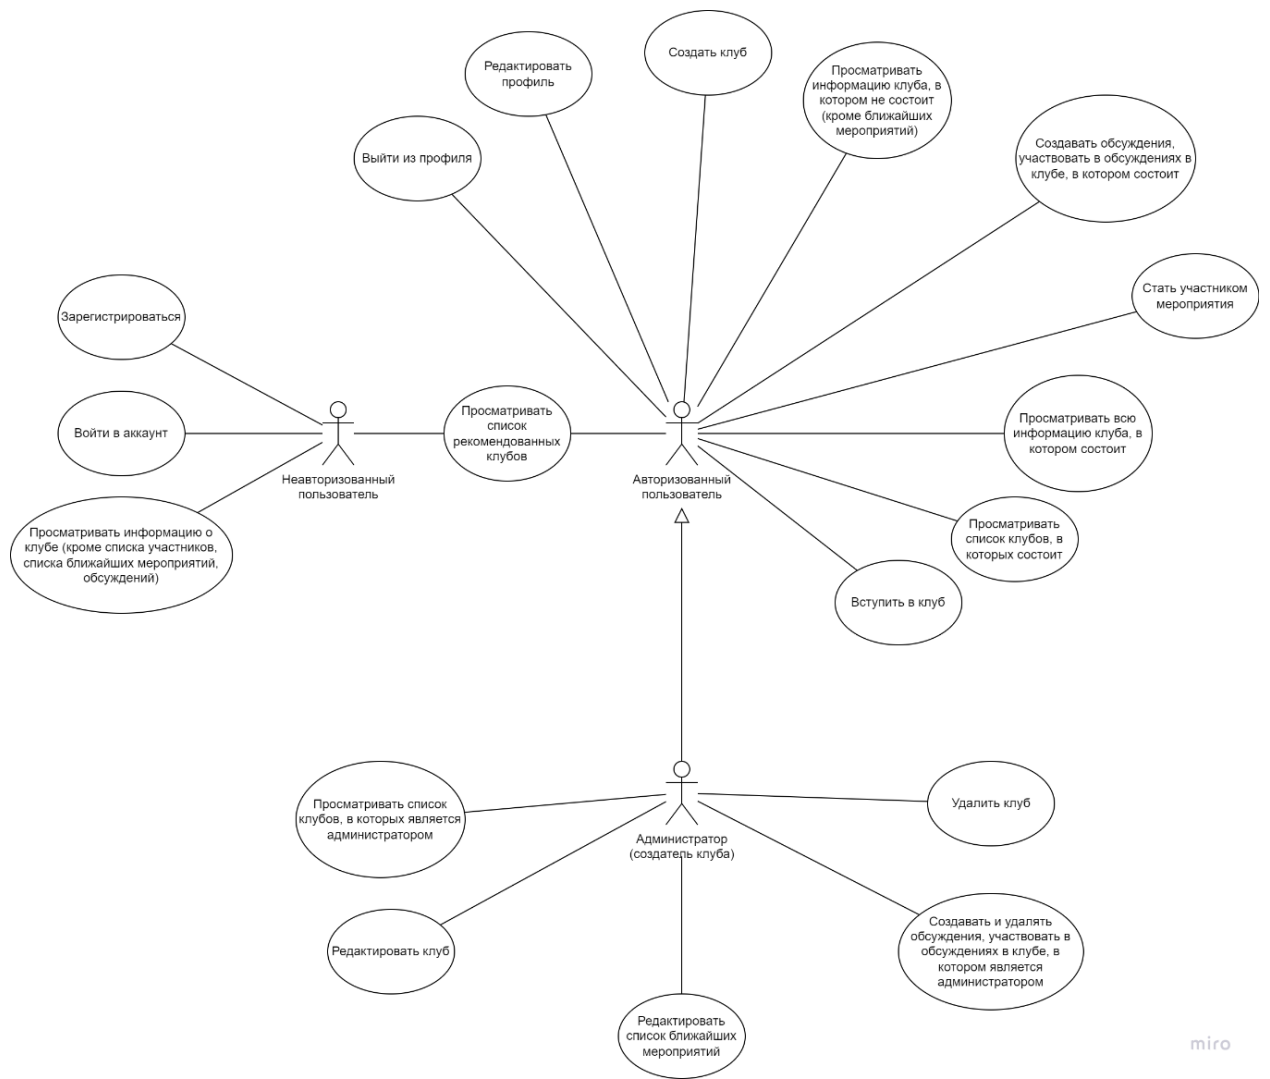 Создать клуб
Редактировать
профиль
Просматривать
информацию клуба, в
котором не состоит
(кроме ближайших
мероприятий)
Выйти из профиля
Создавать обсуждения,
участвовать в обсуждениях в
клубе, в котором состоит
Стать участником
мероприятия
Зарегистрироваться
Войти в аккаунт
Просматривать информацию о
клубе (кроме списка участников,
списка ближайших мероприятий,
обсуждений)
Неавторизованный
пользователь
Просматривать
список
рекомендованных
клубов
Авторизованный
пользователь
Просматривать всю
информацию клуба, в
котором состоит
Просматривать
список клубов, в
которых состоит
Вступить в клуб
Просматривать список
клубов, в которых является
администратором
Администратор
(создатель клуба)
Удалить клуб
Редактировать клуб
Создавать и удалять
обсуждения, участвовать в
обсуждениях в клубе, в
котором является
администратором
Редактировать
список ближайших
мероприятий
miro